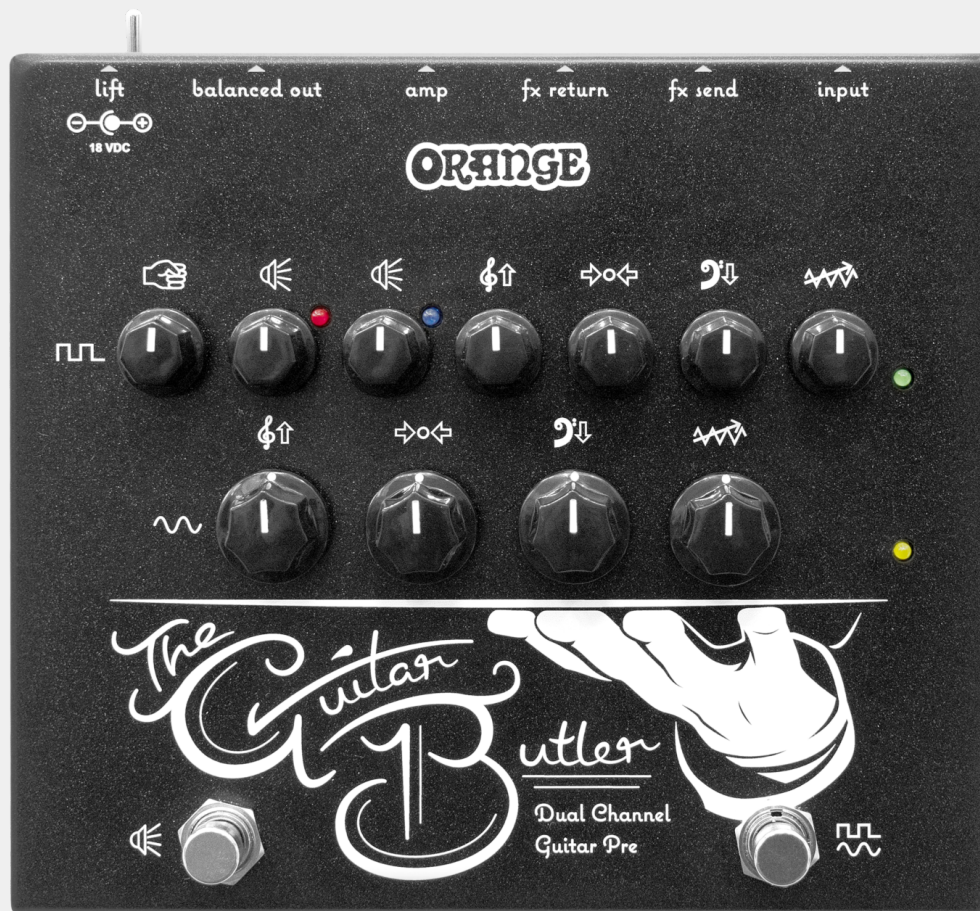 lift balanced out amp fx return fx send input
18 VDC
ORANGE
The
Guitar
Butler
Dual Channel
Guitar Pre